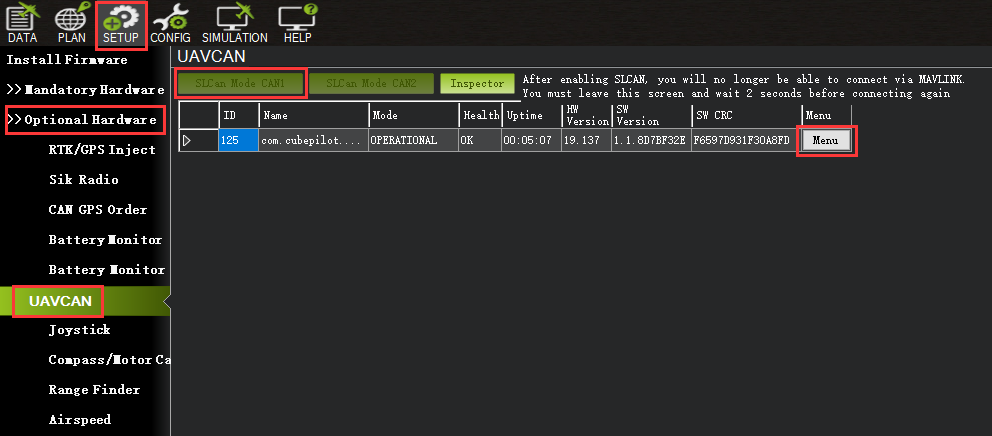 DATA PLAN SETUP CONFIG SIMULATION HELP
Install Firmware
>> Mandatory Hardware
>> Optional Hardware
RTK/GPS Inject
Sik Radio
CAN GPS Order
Battery Monitor
Battery Monitor
UAVCAN
Joystick
Compass/Motor Ca
Range Finder
Airspeed
UAVCAN
SLCan Mode CAN1 SLCan Mode CAN2 Inspector
After enabling SLCAN, you will no longer be able to connect via MAVLINK.
You must leave this screen and wait 2 seconds before connecting again
ID Name Mode Health Uptime HW Version SW Version SW CRC Menu
125 com.cubepilot.... OPERATIONAL OK 00:05:07 19.137 1.1.8D7BF32E F6597D931F30A8FD Menu